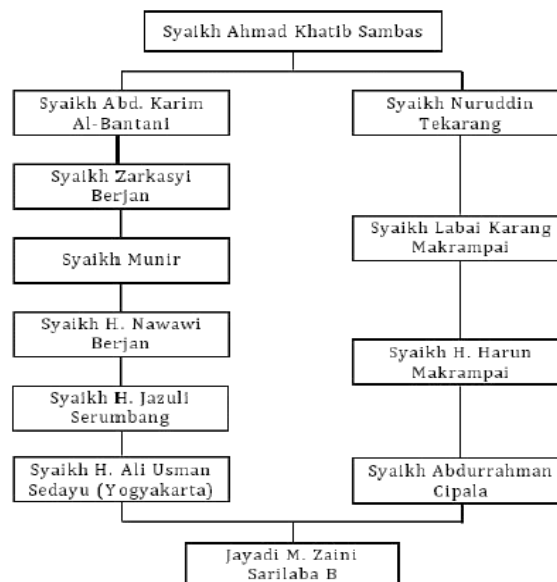 Syaikh Ahmad Khatib Sambas
Syaikh Abd. Karim
Al-Bantani
Syaikh Nuruddin
Tekarang
Syaikh Zarkasyi
Berjan
Syaikh Labai Karang
Makrampai
Syaikh Munir
Syaikh H. Nawawi
Berjan
Syaikh H. Harun
Makrampai
Syaikh H. Jazuli
Serumbang
Syaikh H. Ali Usman
Sedayu (Yogyakarta)
Syaikh Abdurrahman
Cipala
Jayadi M. Zaini
Sarilaba B